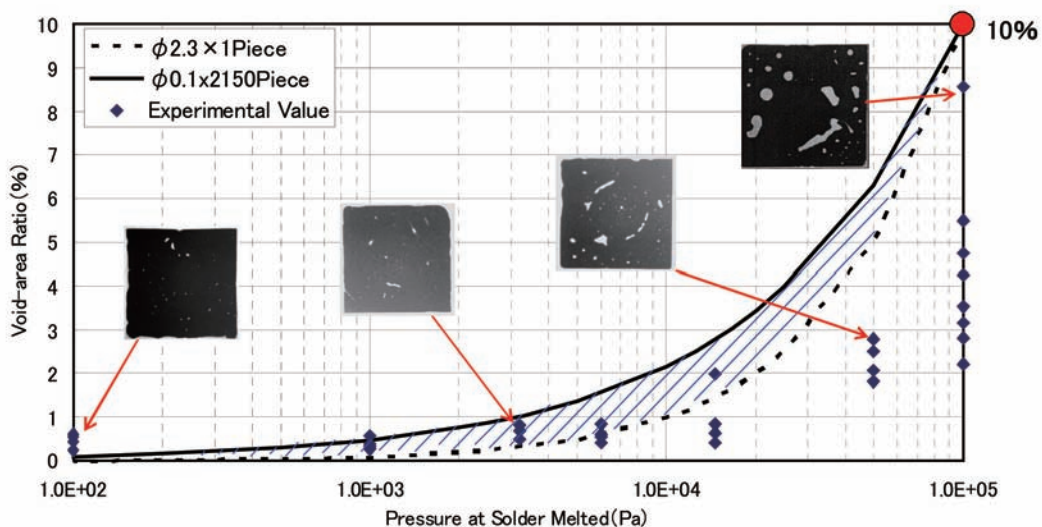 10
9
8
7
6
5
4
3
2
1
0
Void-area Ratio(%)
φ2.3×1Piece
φ0.1x2150Piece
Experimental Value
10%
1.0E+02
1.0E+03
1.0E+04
1.0E+05
Pressure at Solder Melted(Pa)